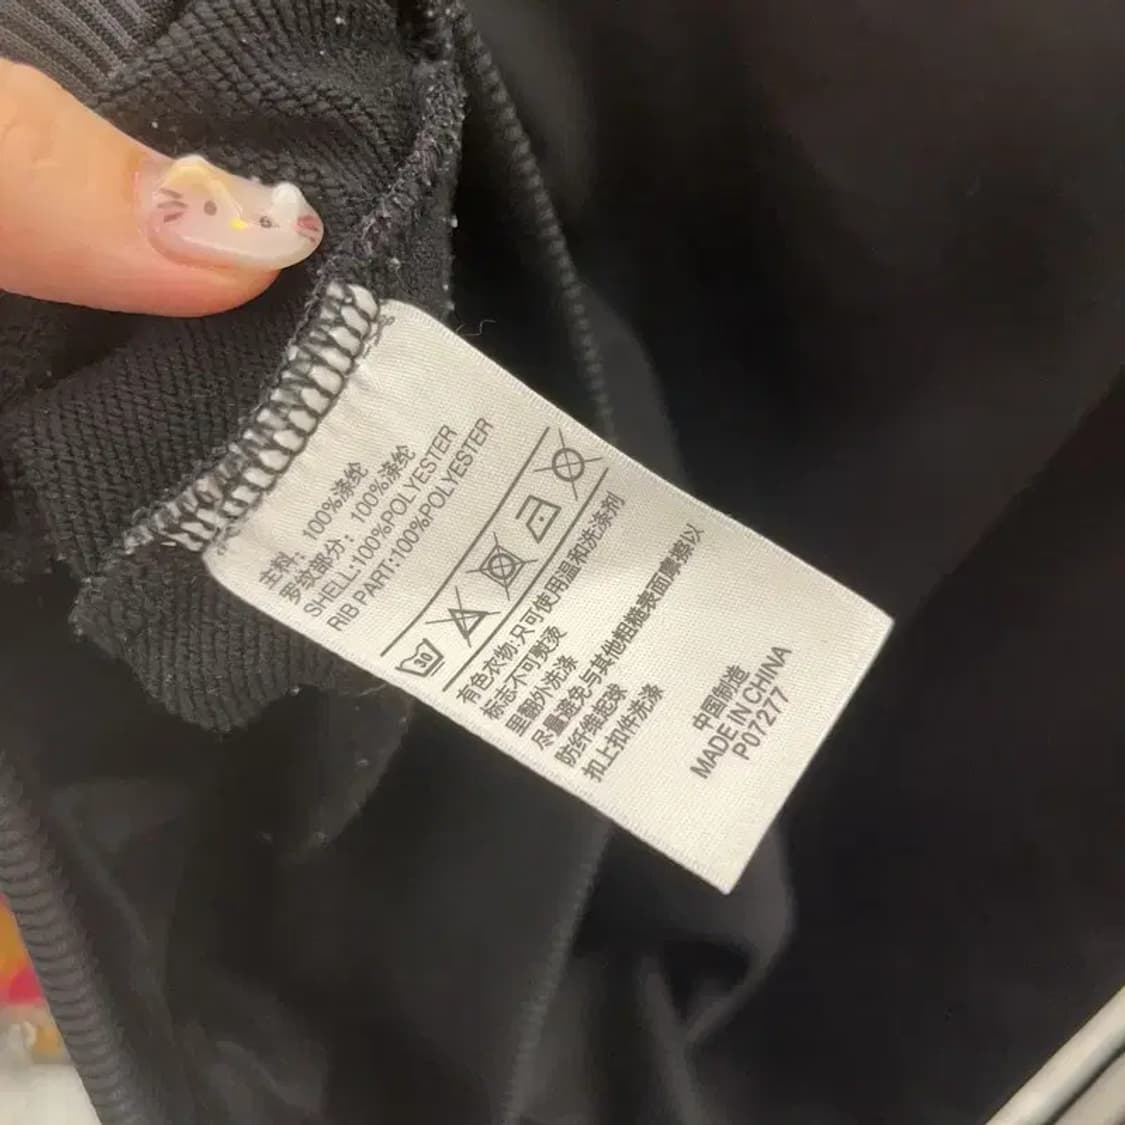 主料: 100%涤纶
罗纹部分: 100%涤纶
SHELL:100%POLYESTER
RIB PART:100%POLYESTER
30
有色衣物:只可使用温和洗涤剂
标志:不可熨烫
里翻外洗涤
尽量避免与其他粗糙表面摩擦以
防纤维起球
扣上扣件洗涤
中国制造
MADE IN CHINA
P07277